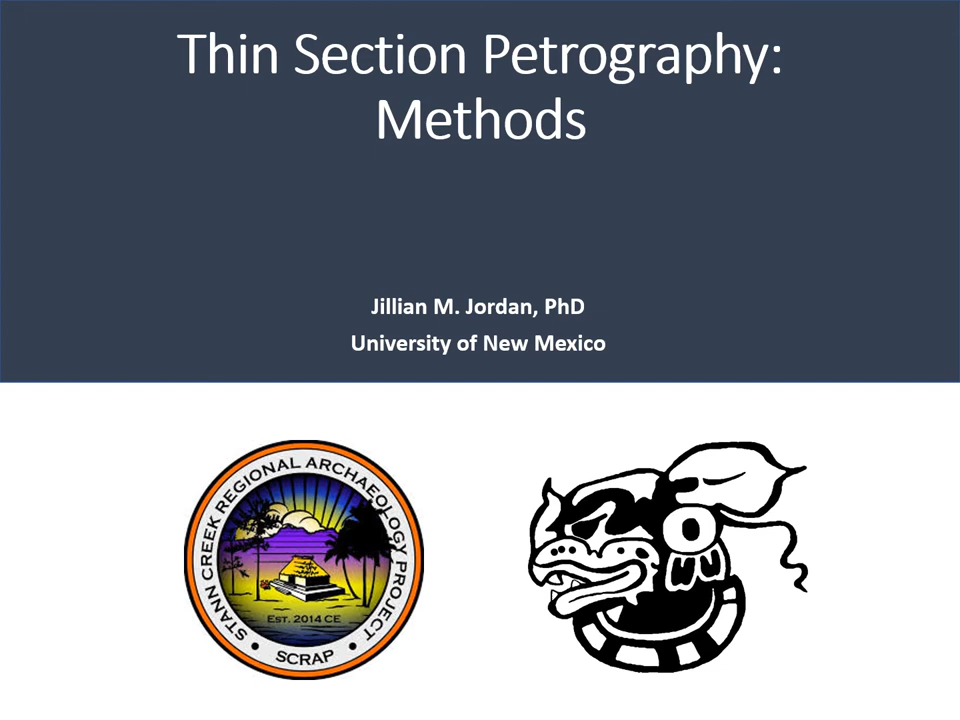 Thin Section Petrography:
Methods
Jillian M. Jordan, PhD
University of New Mexico
STANN CREEK REGIONAL ARCHAEOLOGY PROJECT
EST. 2014 CE
• SCRAP •